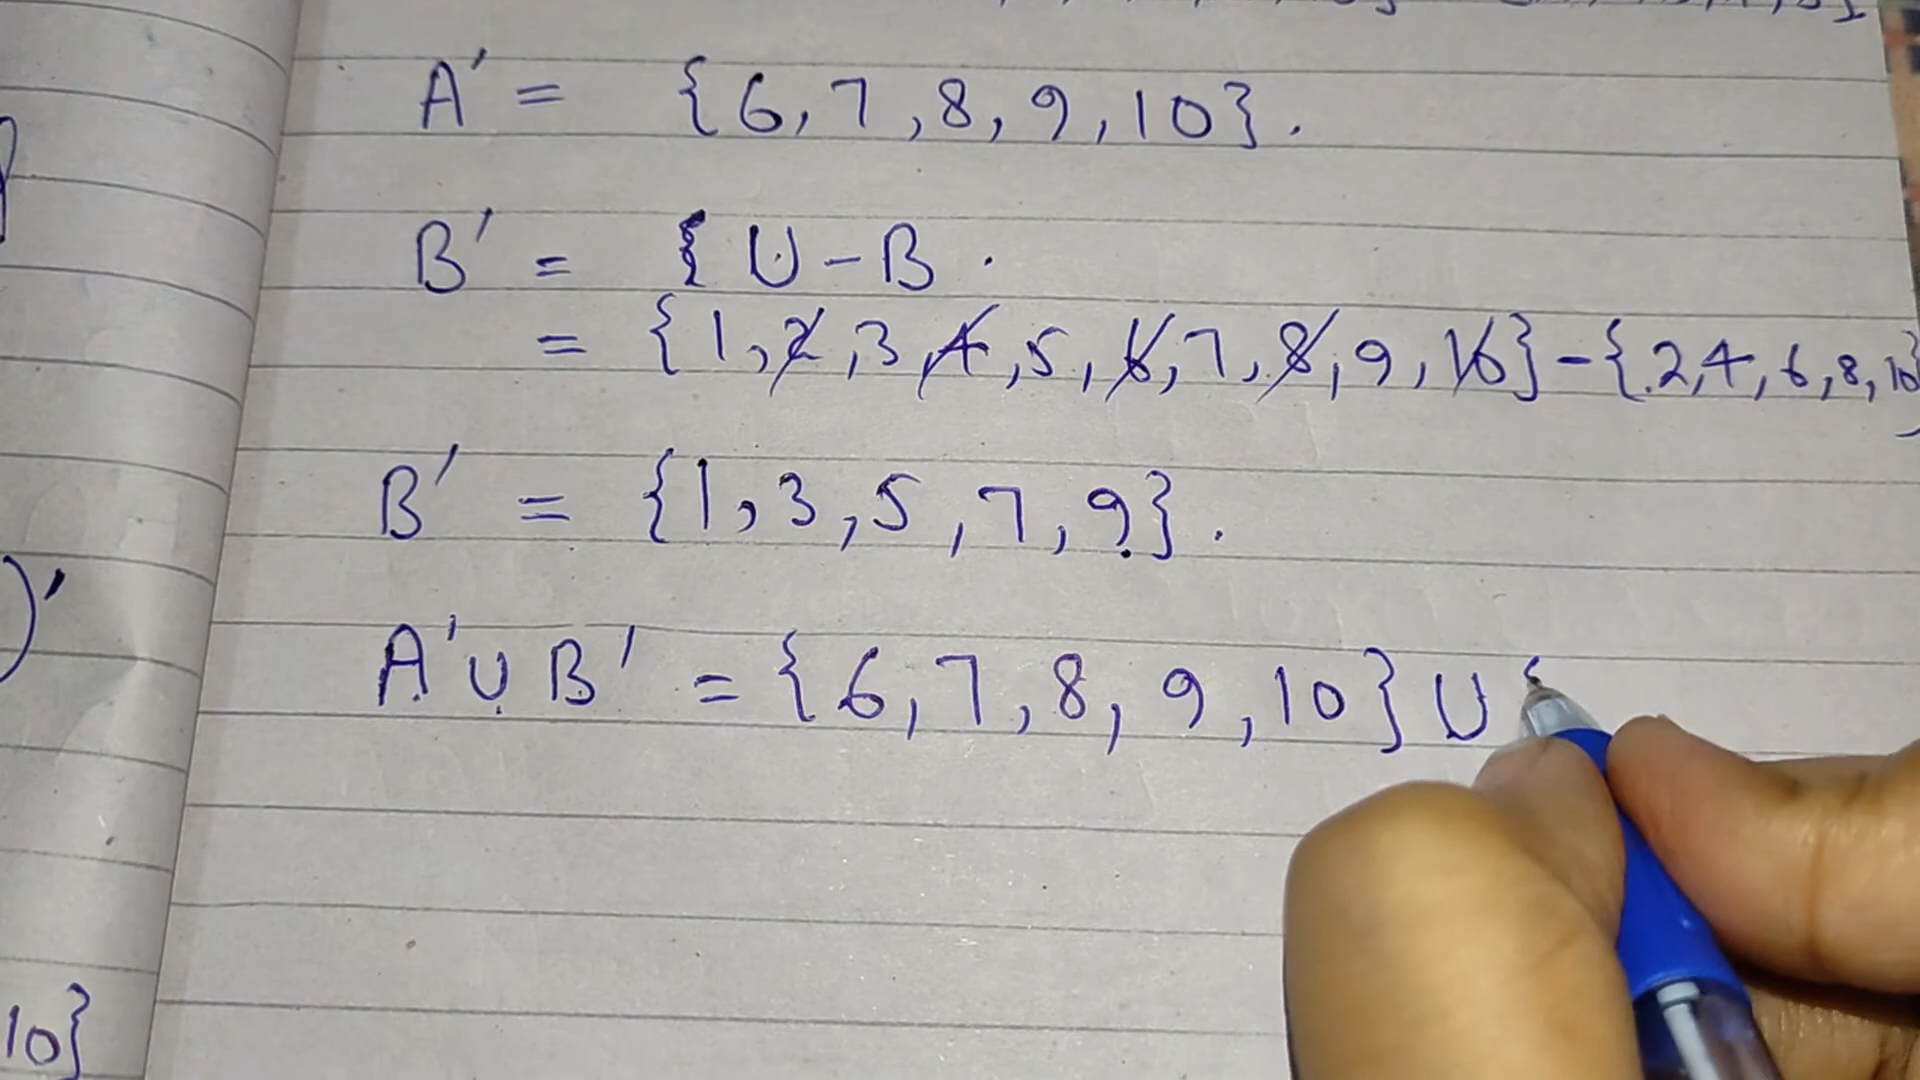 A' = {6, 7, 8, 9, 10}.
B' = { U - B .
= {1, 2, 3, 4, 5, 6, 7, 8, 9, 10} - {2, 4, 6, 8, 10}
B' = {1, 3, 5, 7, 9}.
)'
A' ∪ B' = {6, 7, 8, 9, 10} ∪ {
10}